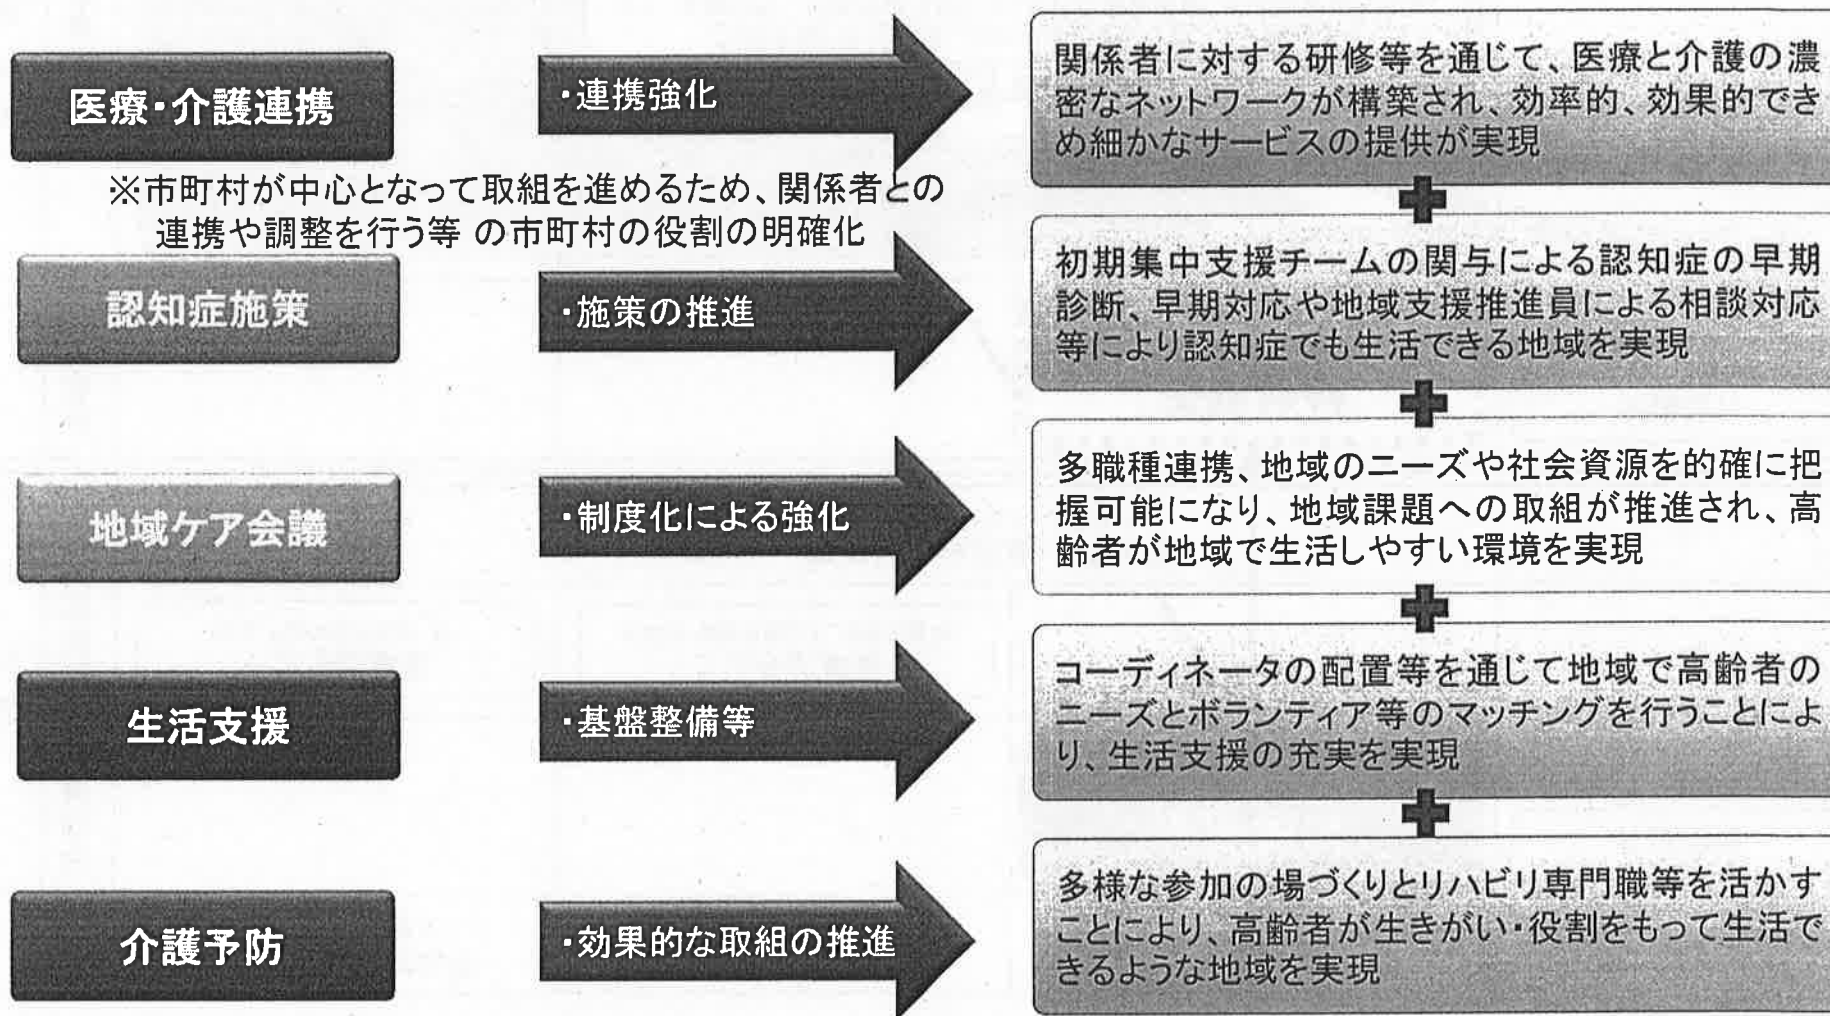 医療・介護連携
・連携強化
関係者に対する研修等を通じて、医療と介護の濃
密なネットワークが構築され、効率的、効果的でき
め細かなサービスの提供が実現
※市町村が中心となって取組を進めるため、関係者との
連携や調整を行う等 の市町村の役割の明確化
認知症施策
・施策の推進
初期集中支援チームの関与による認知症の早期
診断、早期対応や地域支援推進員による相談対応
等により認知症でも生活できる地域を実現
地域ケア会議
・制度化による強化
多職種連携、地域のニーズや社会資源を的確に把
握可能になり、地域課題への取組が推進され、高
齢者が地域で生活しやすい環境を実現
生活支援
・基盤整備等
コーディネータの配置等を通じて地域で高齢者の
ニーズとボランティア等のマッチングを行うことによ
り、生活支援の充実を実現
介護予防
・効果的な取組の推進
多様な参加の場づくりとリハビリ専門職等を活かす
ことにより、高齢者が生きがい・役割をもって生活で
きるような地域を実現